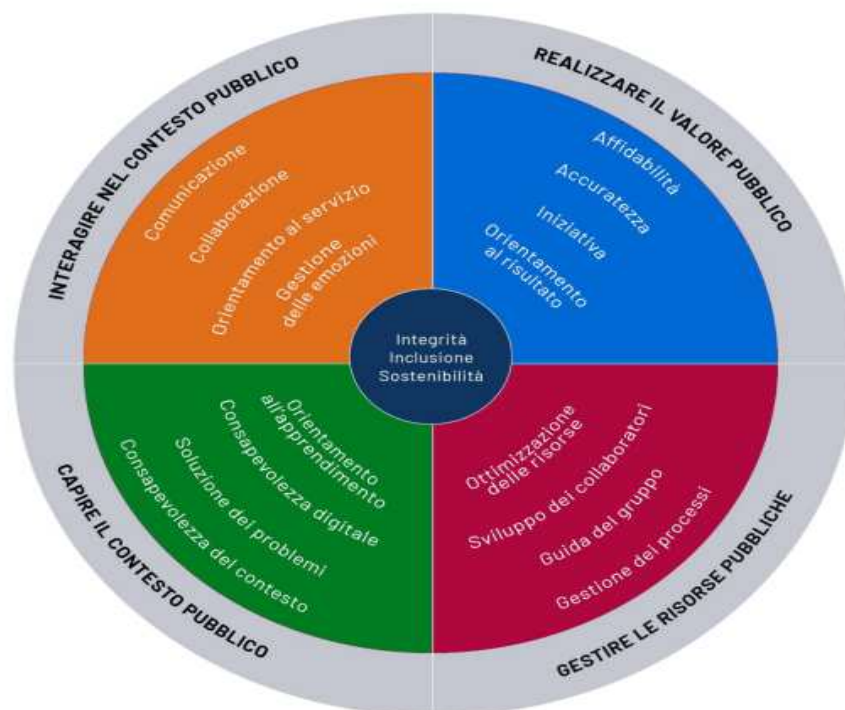 INTERAGIRE NEL CONTESTO PUBBLICO
Comunicazione
Collaborazione
Orientamento al servizio
Gestione
delle emozioni
REALIZZARE IL VALORE PUBBLICO
Affidabilità
Accuratezza
Iniziativa
Orientamento
al risultato
Integrità
Inclusione
Sostenibilità
CAPIRE IL CONTESTO PUBBLICO
Orientamento
all'apprendimento
Consapevolezza digitale
Soluzione dei problemi
Consapevolezza del contesto
GESTIRE LE RISORSE PUBBLICHE
Ottimizzazione
delle risorse
Sviluppo dei collaboratori
Guida del gruppo
Gestione dei processi